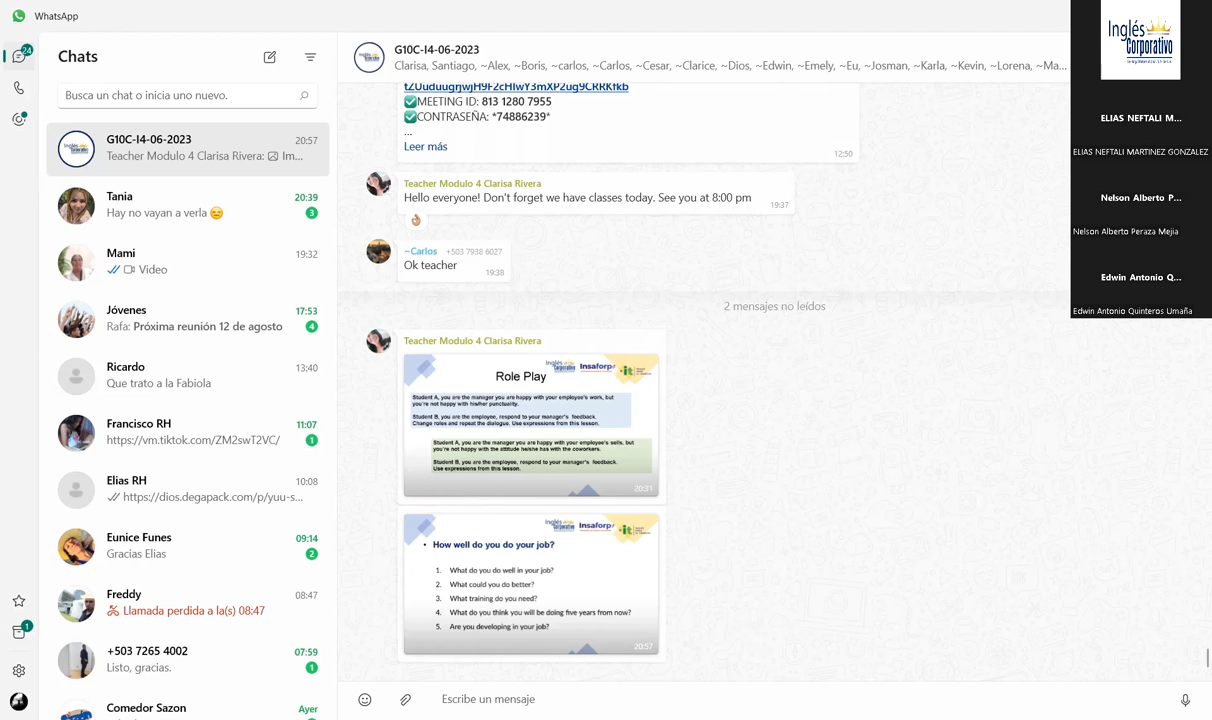 WhatsApp
24
Chats
Busca un chat o inicia uno nuevo.
G10C-I4-06-2023
20:57
Teacher Modulo 4 Clarisa Rivera: Im...
Tania
20:39
Hay no vayan a verla
3
Mami
19:32
Video
Jóvenes
17:53
Rafa: Próxima reunión 12 de agosto
4
Ricardo
13:40
Que trato a la Fabiola
Francisco RH
11:07
https://vm.tiktok.com/ZM2swT2VC/
1
Elias RH
10:08
https://dios.degapack.com/p/yuu-s...
Eunice Funes
09:14
Gracias Elias
2
Freddy
08:47
Llamada perdida a la(s) 08:47
1
+503 7265 4002
07:59
Listo, gracias.
1
Comedor Sazon
Ayer
G10C-I4-06-2023
Clarisa, Santiago, ~Alex, ~Boris, ~carlos, ~Carlos, ~Cesar, ~Clarice, ~Dios, ~Edwin, ~Emely, ~Eu, ~Josman, ~Karla, ~Kevin, ~Lorena, ~Ma...
MEETING ID: 813 1280 7955
CONTRASEÑA: *74886239*
...
Leer más
12:50
Teacher Modulo 4 Clarisa Rivera
Hello everyone! Don't forget we have classes today. See you at 8:00 pm
19:37
~Carlos +503 7938 6027
Ok teacher
19:38
2 mensajes no leídos
Teacher Modulo 4 Clarisa Rivera
Inglés Corporativo
Insaforp
Role Play
Student A, you are the manager you are happy with your employee's work, but
you're not happy with his/her punctuality.
Student B, you are the employee, respond to your manager's feedback.
Change roles and repeat the dialogue. Use expressions from this lesson.
Student A, you are the manager you are happy with your employee's sells, but
you're not happy with the attitude he/she has with the coworkers.
Student B, you are the employee, respond to your manager's feedback.
Use expressions from this lesson.
20:31
Inglés Corporativo
Insaforp
• How well do you do your job?
1. What do you do well in your job?
2. What could you do better?
3. What training do you need?
4. What do you think you will be doing five years from now?
5. Are you developing in your job?
20:57
Escribe un mensaje
Inglés
Corporativo
ELIAS NEFTALI M...
ELIAS NEFTALI MARTINEZ GONZALEZ
Nelson Alberto P...
Nelson Alberto Peraza Mejia
Edwin Antonio Q...
Edwin Antonio Quinteros Umaña